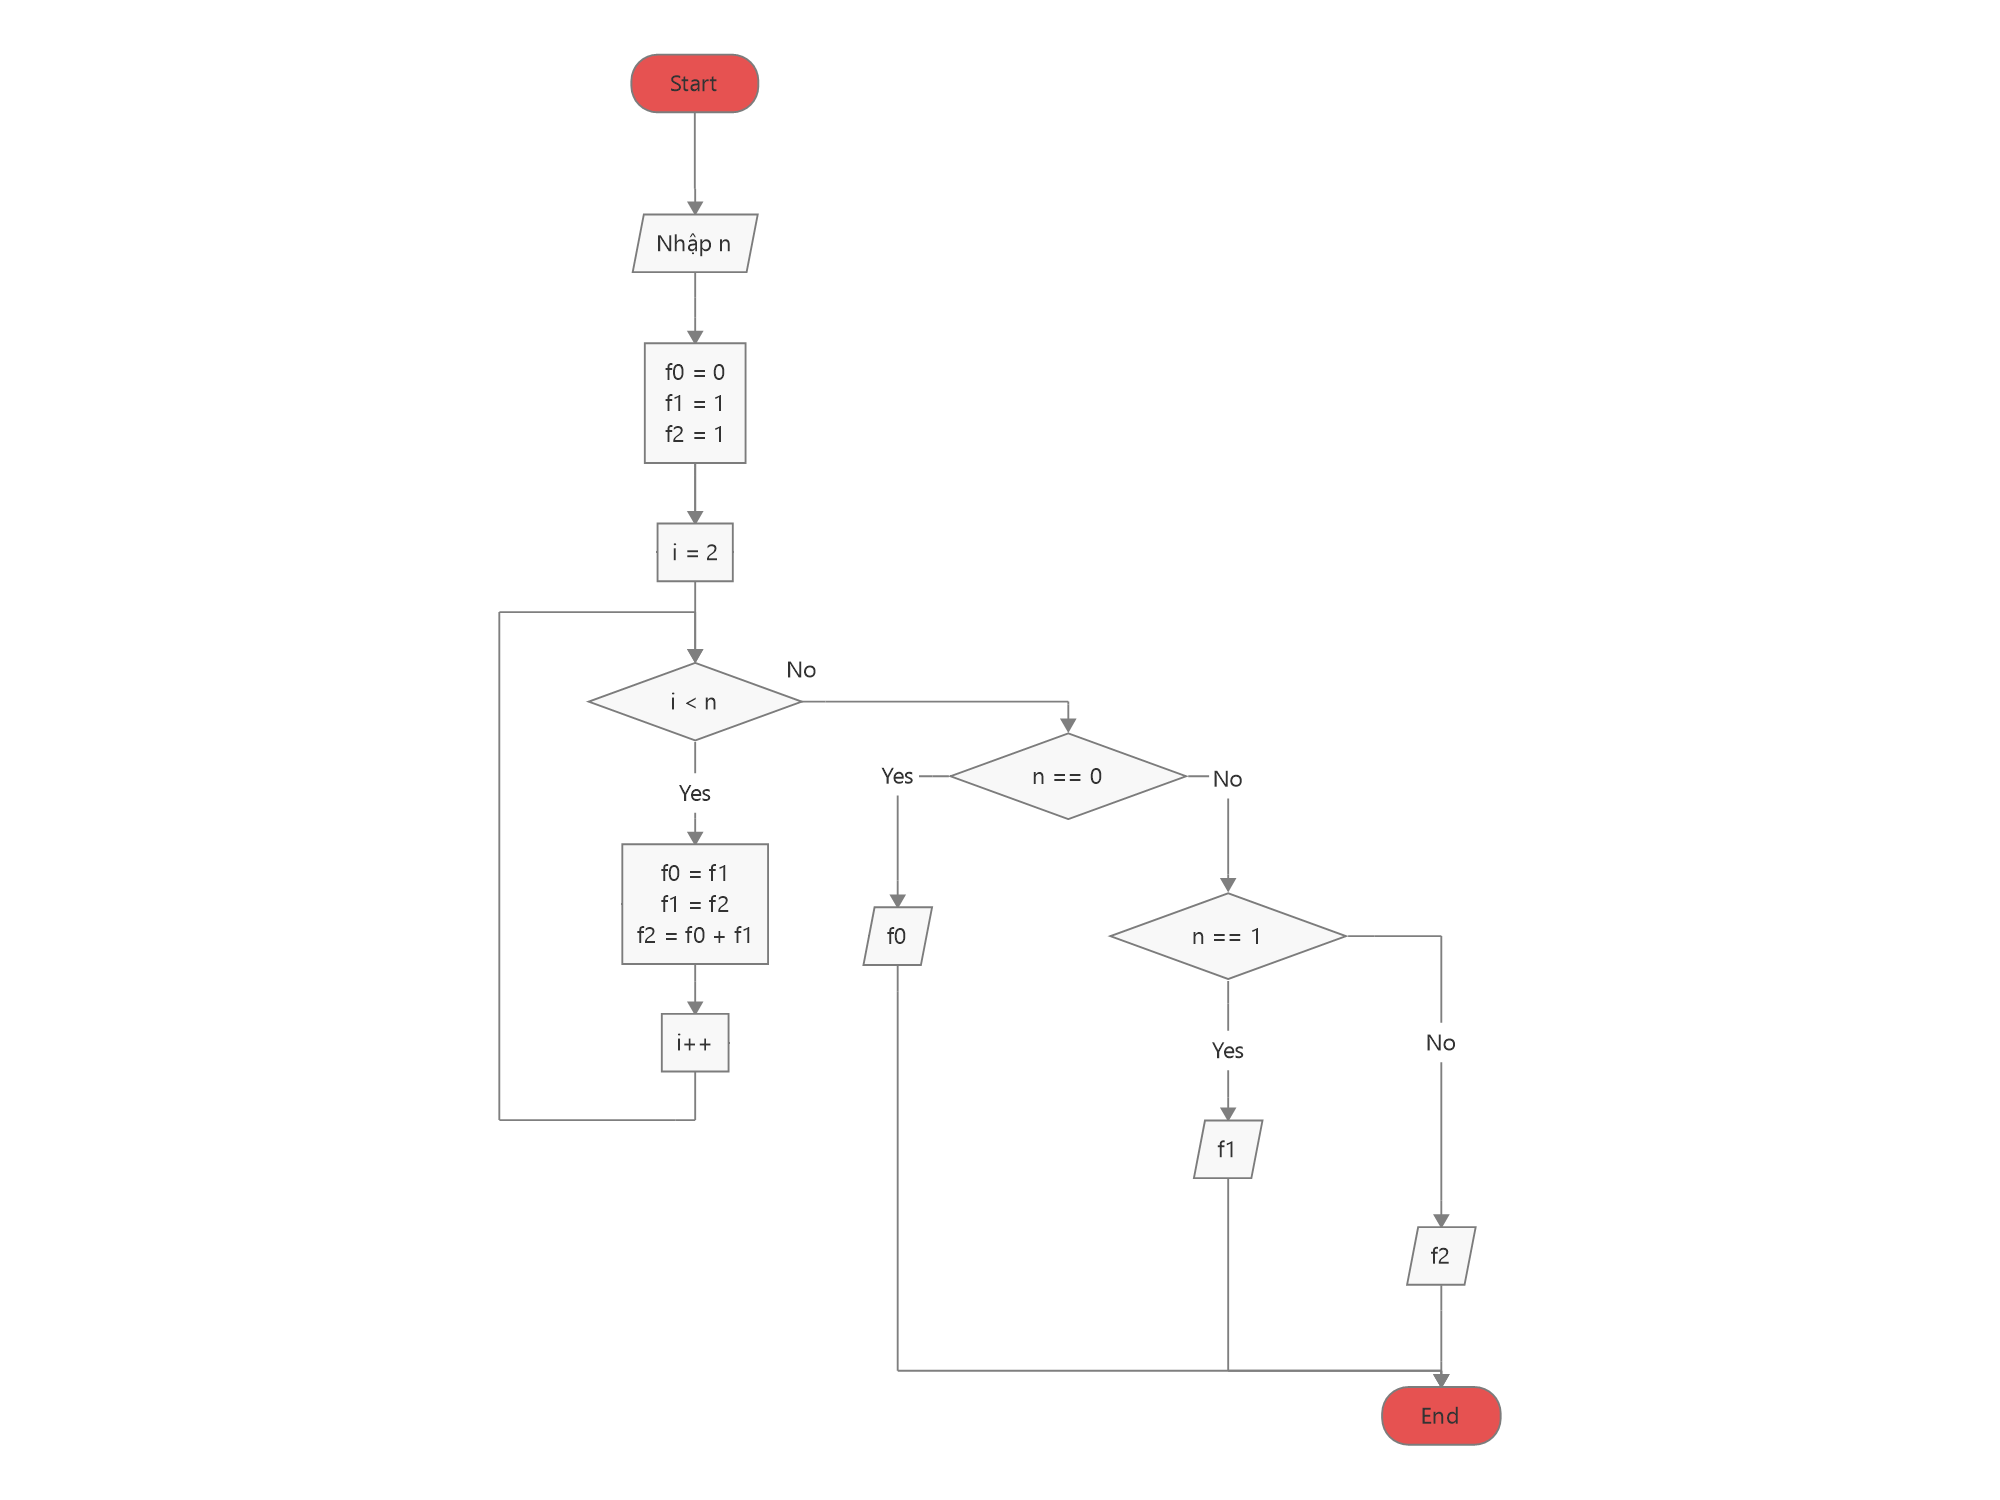 Start
Nhập n
f0 = 0
f1 = 1
f2 = 1
i = 2
i < n
No
Yes
f0 = f1
f1 = f2
f2 = f0 + f1
i++
n == 0
Yes
No
f0
n == 1
Yes
No
f1
f2
End